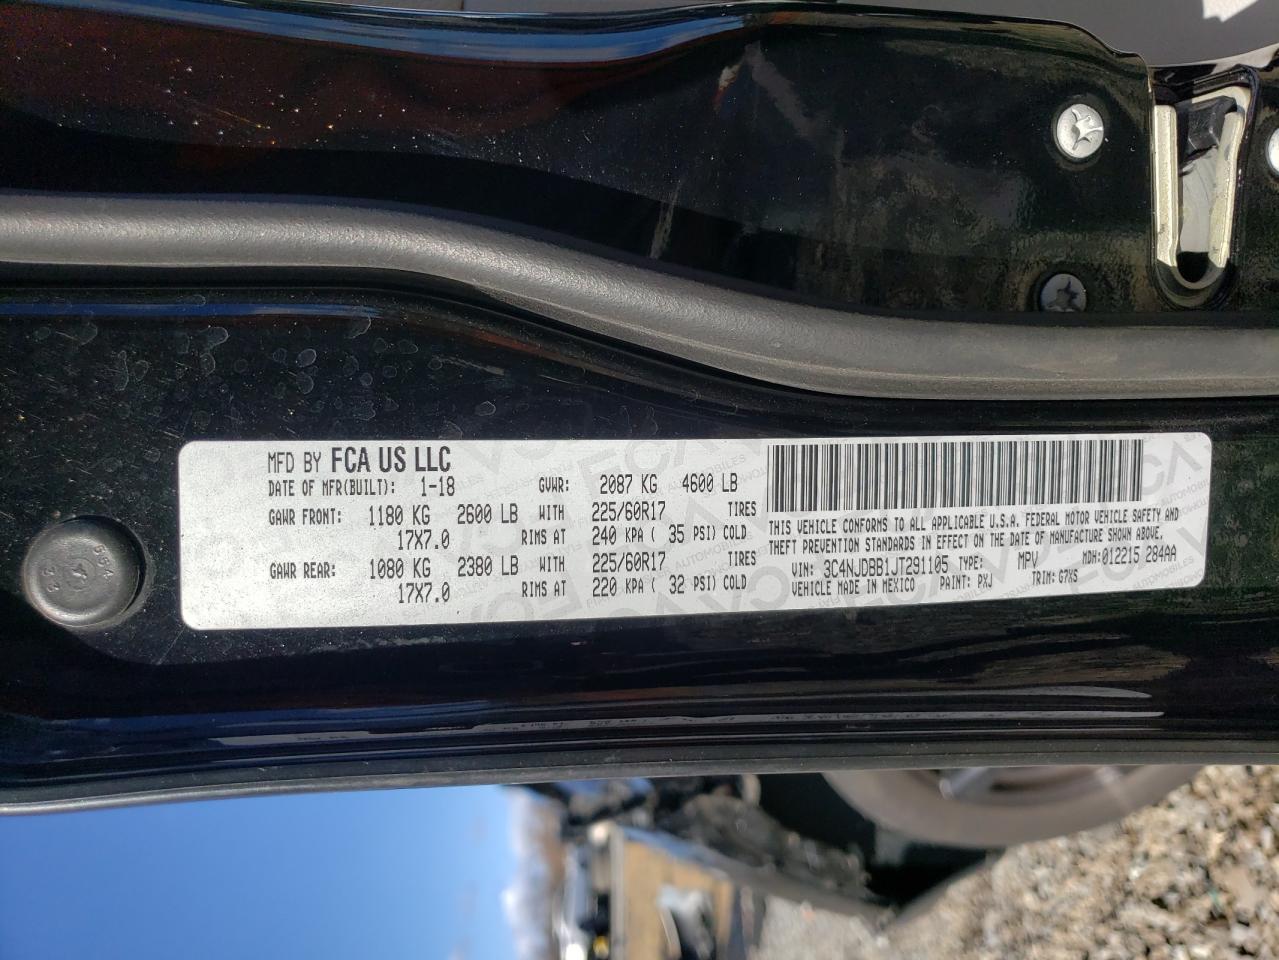 MFD BY FCA US LLC
DATE OF MFR(BUILT): 1-18 GVWR: 2087 KG 4600 LB
GAWR FRONT: 1180 KG 2600 LB WITH 225/60R17 TIRES
17X7.0 RIMS AT 240 KPA ( 35 PSI) COLD
GAWR REAR: 1080 KG 2380 LB WITH 225/60R17 TIRES
17X7.0 RIMS AT 220 KPA ( 32 PSI) COLD
THIS VEHICLE CONFORMS TO ALL APPLICABLE U.S.A. FEDERAL MOTOR VEHICLE SAFETY AND
THEFT PREVENTION STANDARDS IN EFFECT ON THE DATE OF MANUFACTURE SHOWN ABOVE.
VIN: 3C4NJDBB1JT291105 TYPE: MPV MDH:012215 284AA
VEHICLE MADE IN MEXICO PAINT: PXJ TRIM: G7XS